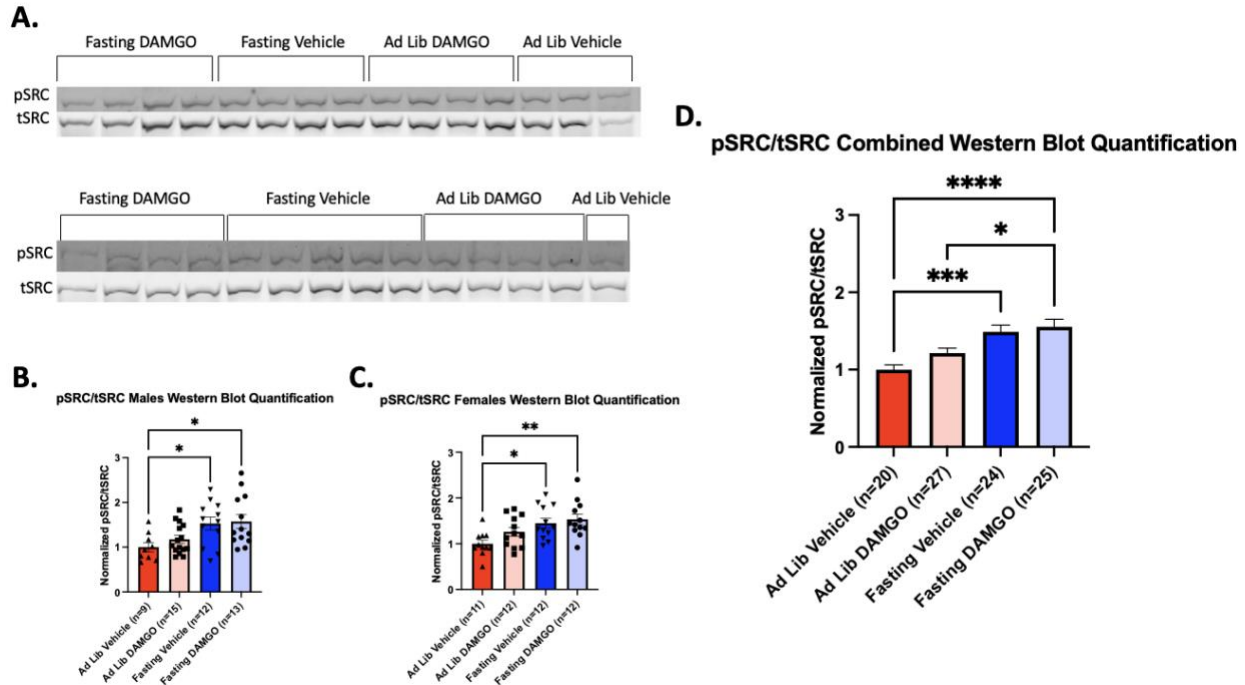 A.
Fasting DAMGO Fasting Vehicle Ad Lib DAMGO Ad Lib Vehicle
pSRC
tSRC
Fasting DAMGO Fasting Vehicle Ad Lib DAMGO Ad Lib Vehicle
pSRC
tSRC
B.
pSRC/tSRC Males Western Blot Quantification
*
*
Normalized pSRC/tSRC
3
2
1
0
Ad Lib Vehicle (n=9)
Ad Lib DAMGO (n=15)
Fasting Vehicle (n=12)
Fasting DAMGO (n=13)
C.
pSRC/tSRC Females Western Blot Quantification
**
*
Normalized pSRC/tSRC
3
2
1
0
Ad Lib Vehicle (n=11)
Ad Lib DAMGO (n=12)
Fasting Vehicle (n=12)
Fasting DAMGO (n=12)
D.
pSRC/tSRC Combined Western Blot Quantification
****
*
***
Normalized pSRC/tSRC
3
2
1
0
Ad Lib Vehicle (n=20)
Ad Lib DAMGO (n=27)
Fasting Vehicle (n=24)
Fasting DAMGO (n=25)